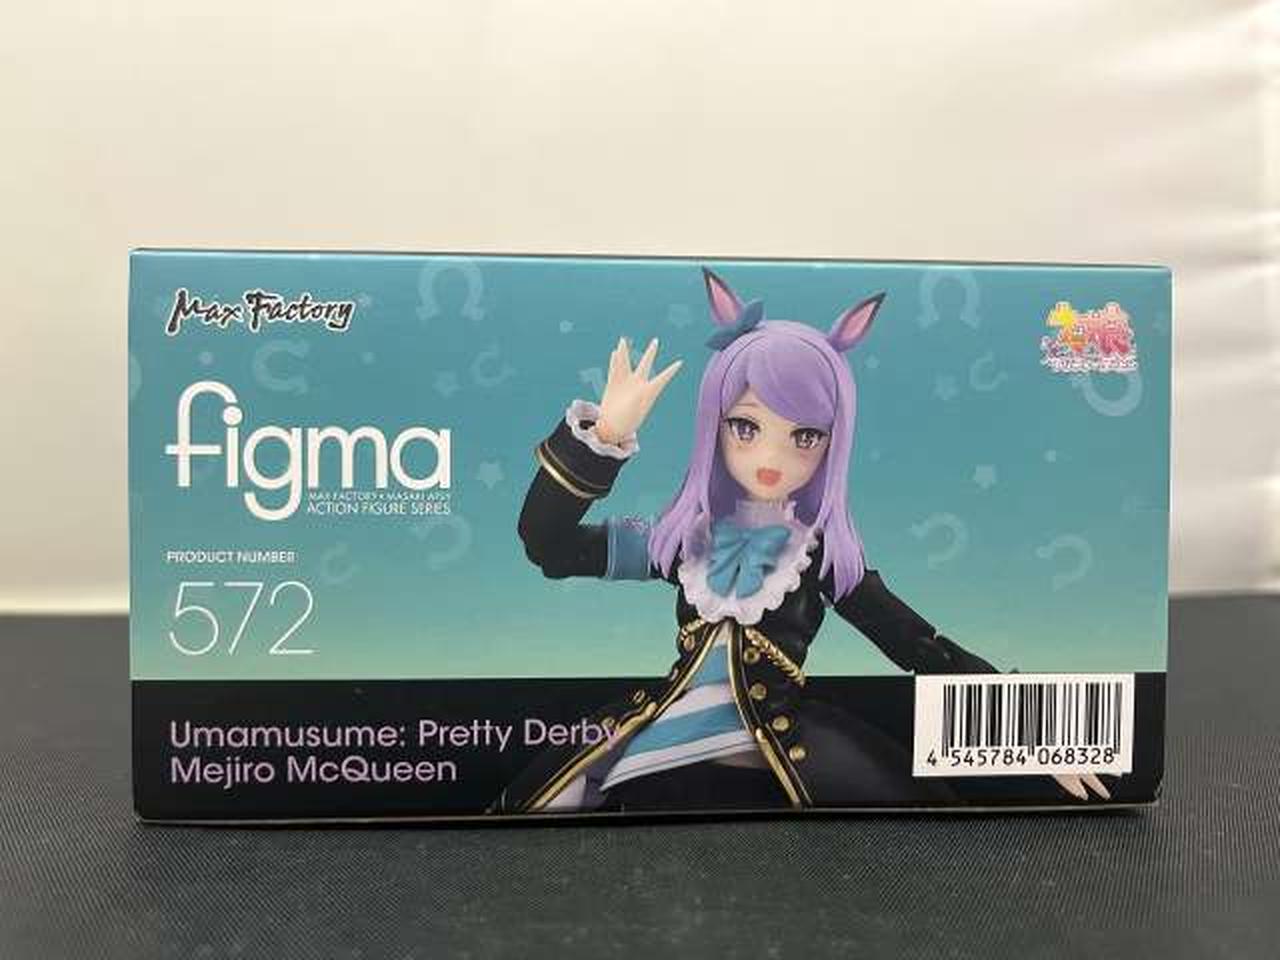 Max Factory
figma
MAX FACTORY • MASAKI APSY
ACTION FIGURE SERIES
PRODUCT NUMBER
572
Umamusume: Pretty Derby
Mejiro McQueen
4 545784 068328